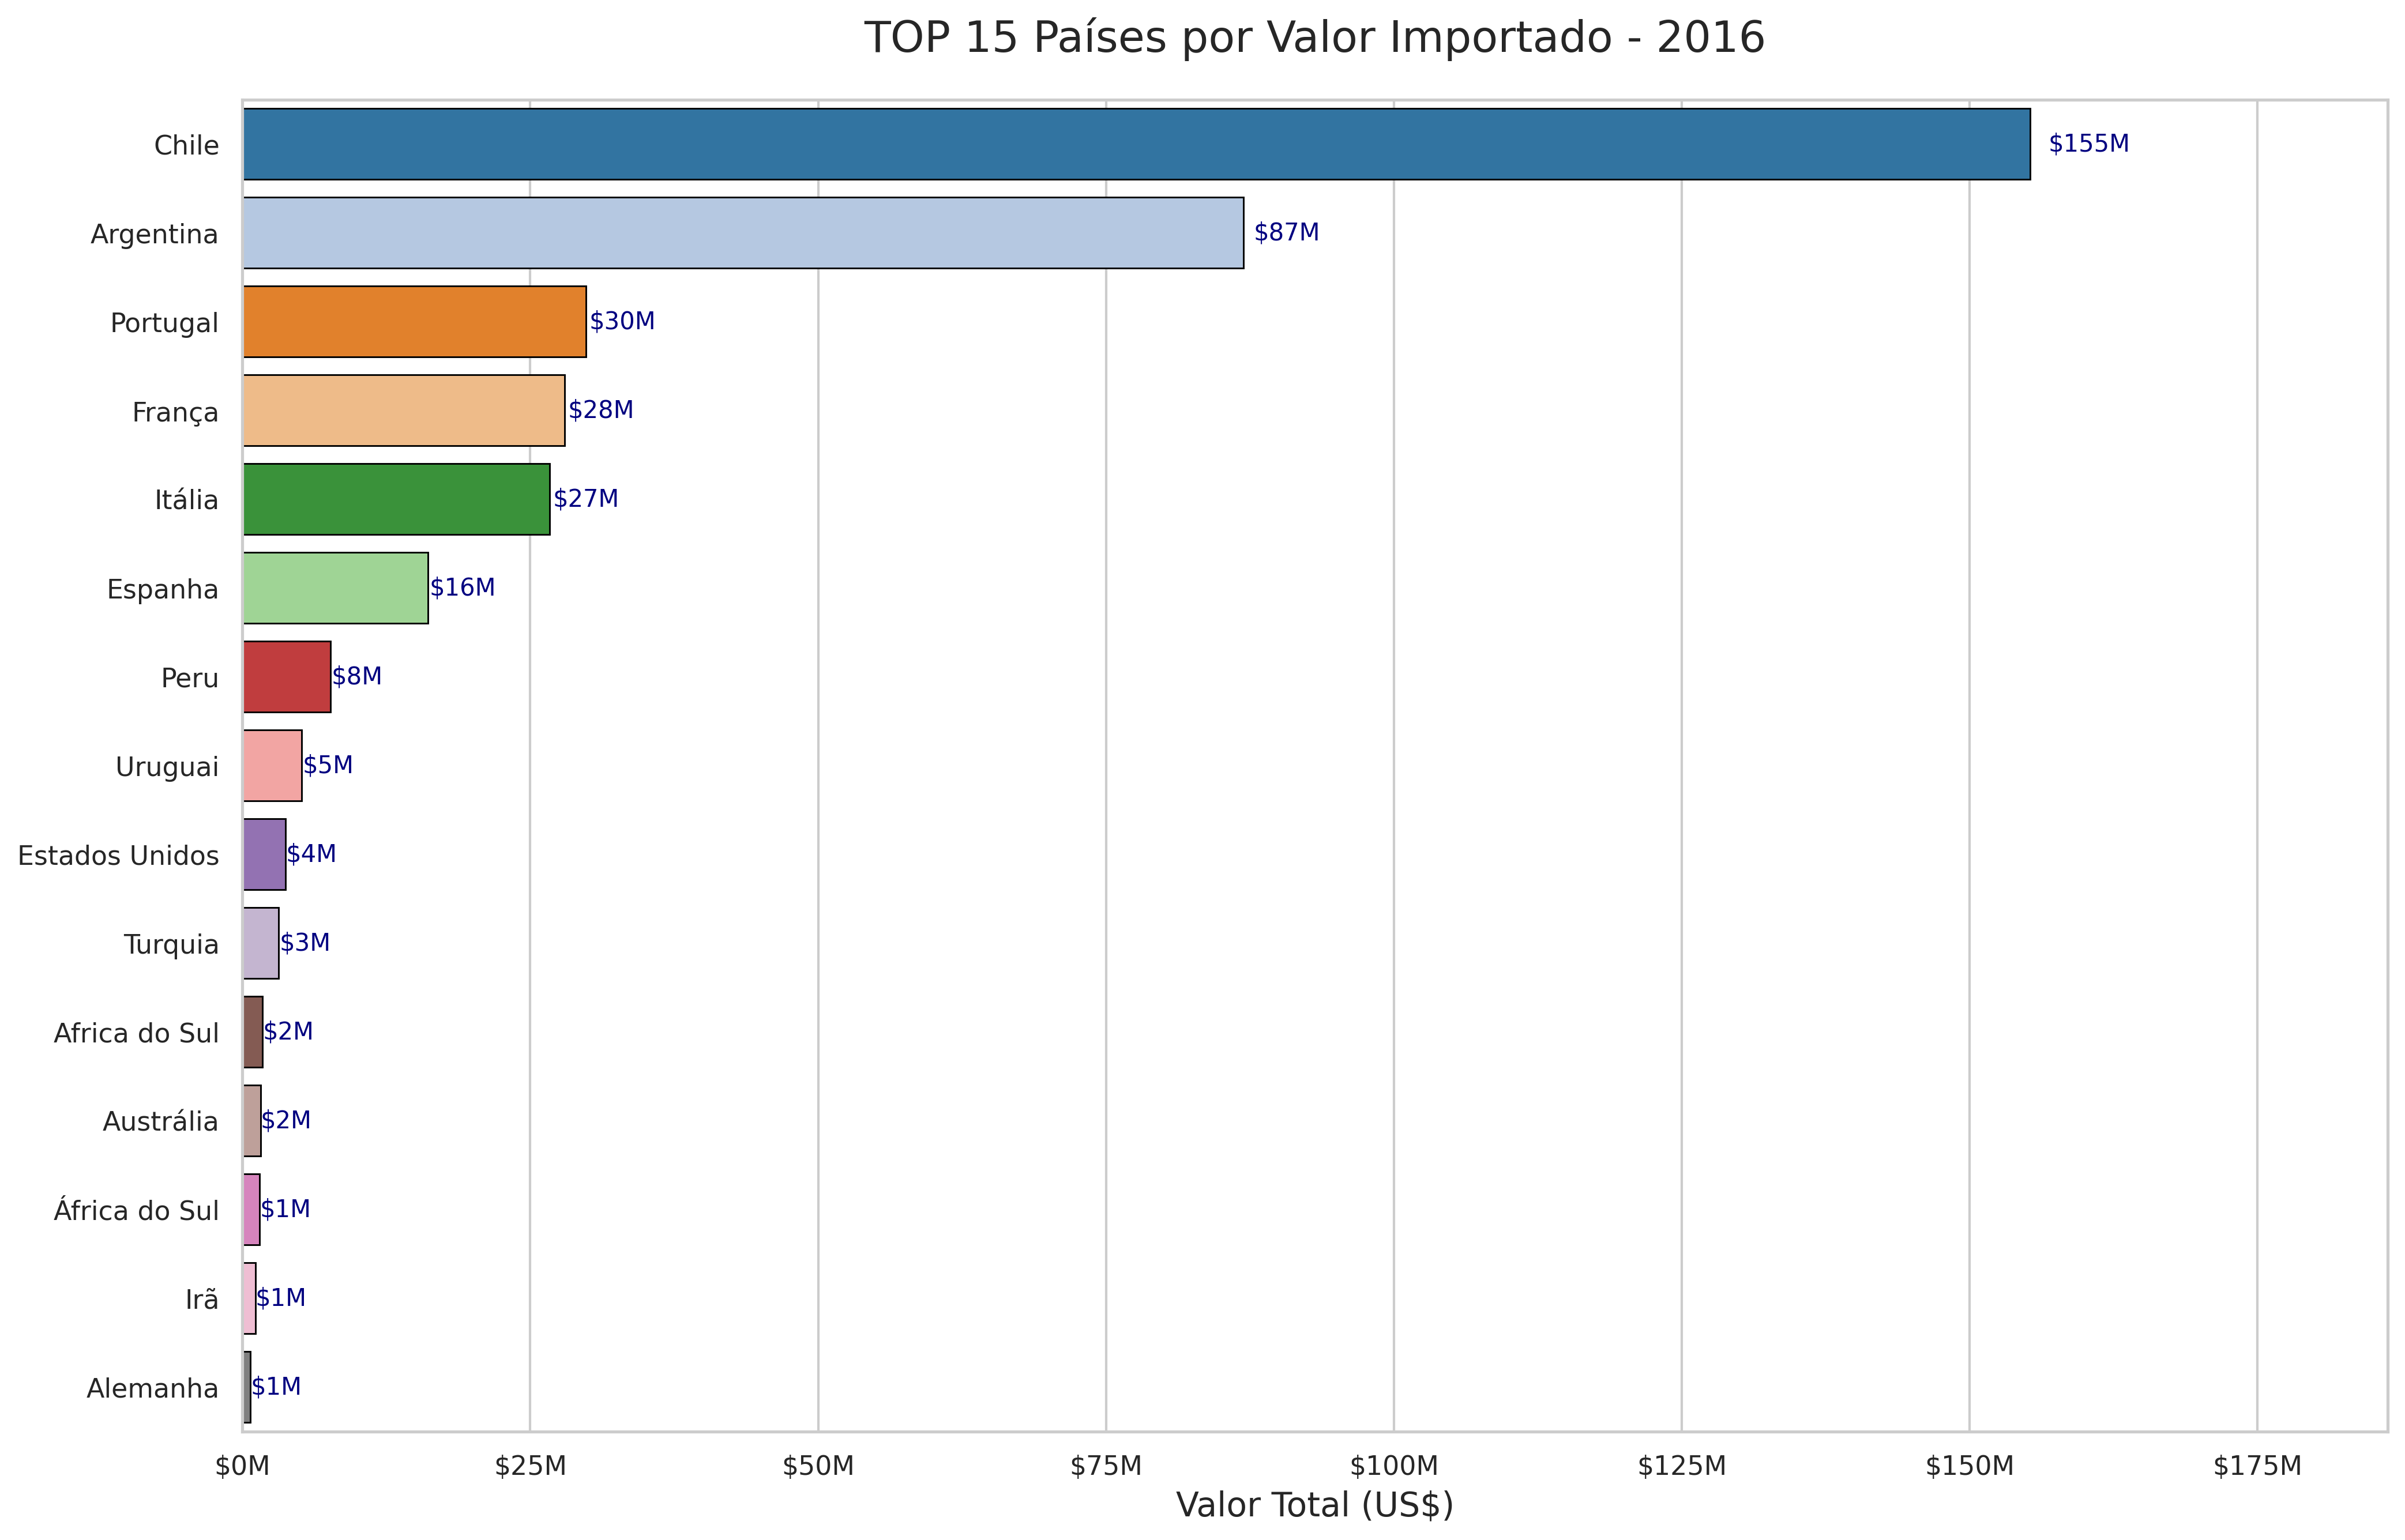 TOP 15 Países por Valor Importado - 2016
Chile $155M
Argentina $87M
Portugal $30M
França $28M
Itália $27M
Espanha $16M
Peru $8M
Uruguai $5M
Estados Unidos $4M
Turquia $3M
Africa do Sul $2M
Austrália $2M
África do Sul $1M
Irã $1M
Alemanha $1M
$0M $25M $50M $75M $100M $125M $150M $175M
Valor Total (US$)